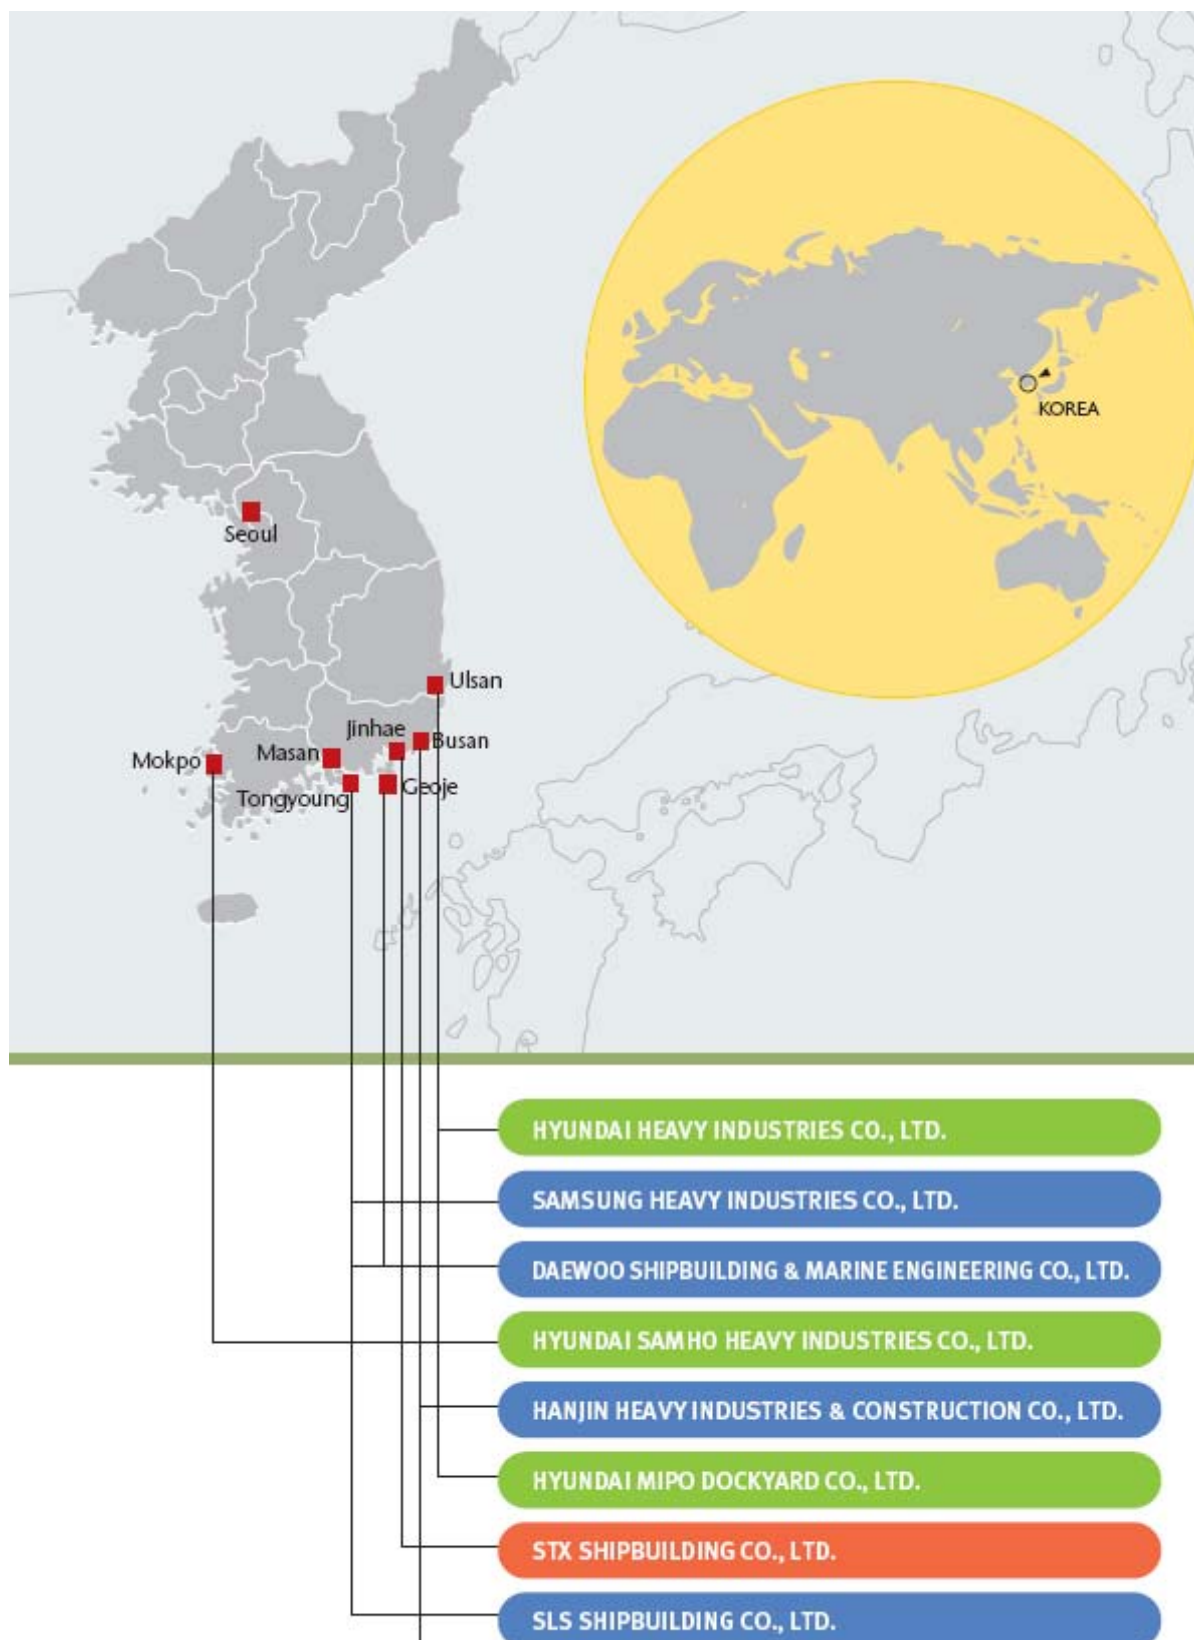 KOREA
Seoul
Ulsan
Jinhae
Busan
Masan
Mokpo
Geoje
Tongyoung
HYUNDAI HEAVY INDUSTRIES CO., LTD.
SAMSUNG HEAVY INDUSTRIES CO., LTD.
DAEWOO SHIPBUILDING & MARINE ENGINEERING CO., LTD.
HYUNDAI SAMHO HEAVY INDUSTRIES CO., LTD.
HANJIN HEAVY INDUSTRIES & CONSTRUCTION CO., LTD.
HYUNDAI MIPO DOCKYARD CO., LTD.
STX SHIPBUILDING CO., LTD.
SLS SHIPBUILDING CO., LTD.